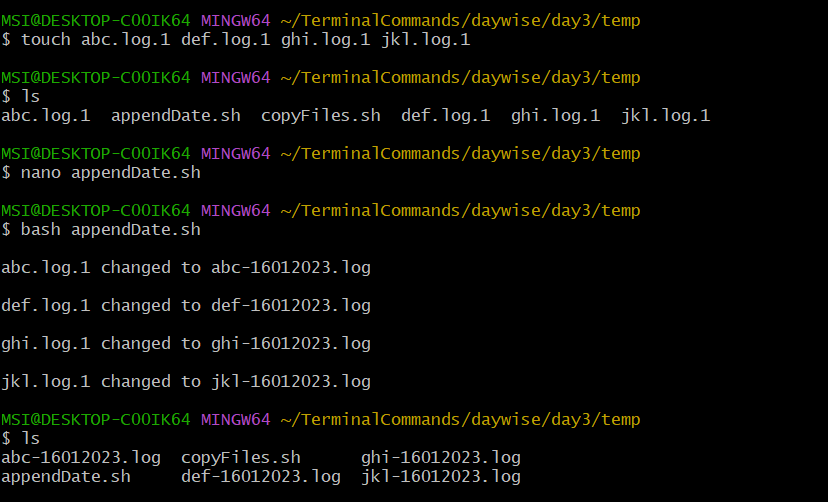 MSI@DESKTOP-COOIK64 MINGW64 ~/TerminalCommands/daywise/day3/temp
$ touch abc.log.1 def.log.1 ghi.log.1 jkl.log.1
MSI@DESKTOP-COOIK64 MINGW64 ~/TerminalCommands/daywise/day3/temp
$ ls
abc.log.1  appendDate.sh  copyFiles.sh  def.log.1  ghi.log.1  jkl.log.1
MSI@DESKTOP-COOIK64 MINGW64 ~/TerminalCommands/daywise/day3/temp
$ nano appendDate.sh
MSI@DESKTOP-COOIK64 MINGW64 ~/TerminalCommands/daywise/day3/temp
$ bash appendDate.sh
abc.log.1 changed to abc-16012023.log
def.log.1 changed to def-16012023.log
ghi.log.1 changed to ghi-16012023.log
jkl.log.1 changed to jkl-16012023.log
MSI@DESKTOP-COOIK64 MINGW64 ~/TerminalCommands/daywise/day3/temp
$ ls
abc-16012023.log  copyFiles.sh      ghi-16012023.log
appendDate.sh     def-16012023.log  jkl-16012023.log